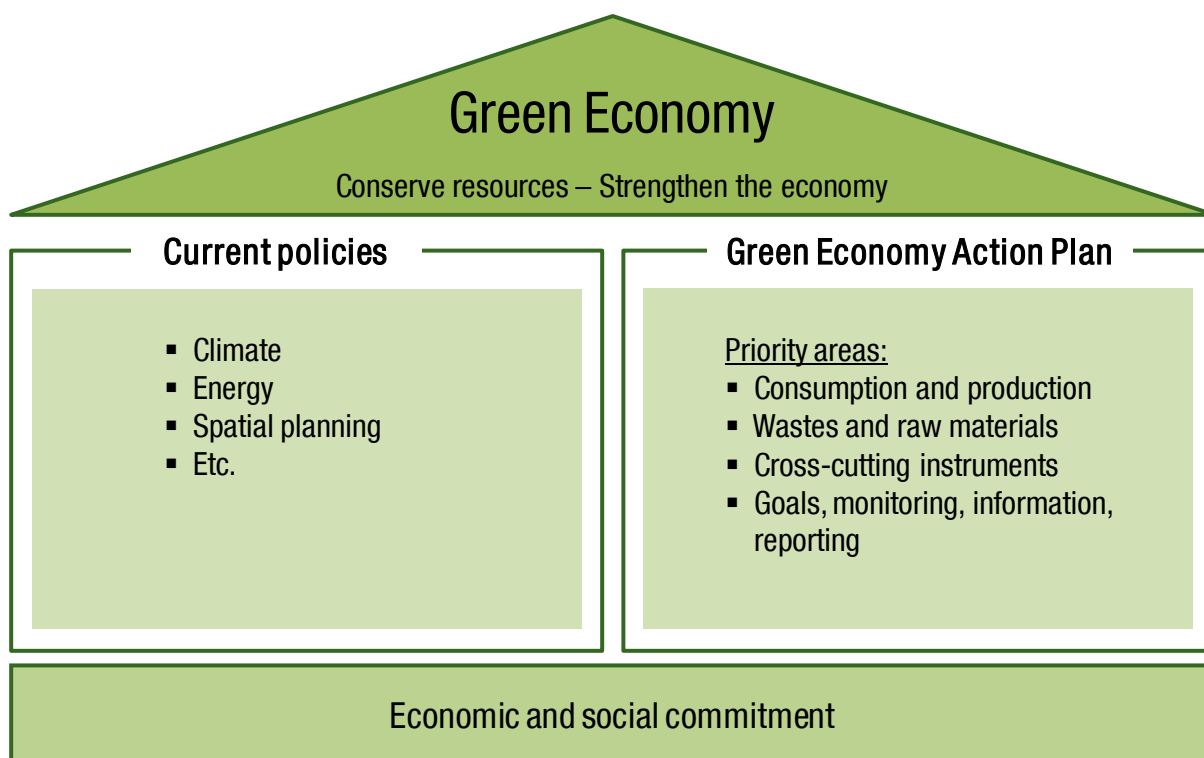 Green Economy
Conserve resources – Strengthen the economy
Current policies
▪ Climate
▪ Energy
▪ Spatial planning
▪ Etc.
Green Economy Action Plan
Priority areas:
▪ Consumption and production
▪ Wastes and raw materials
▪ Cross-cutting instruments
▪ Goals, monitoring, information,
reporting
Economic and social commitment